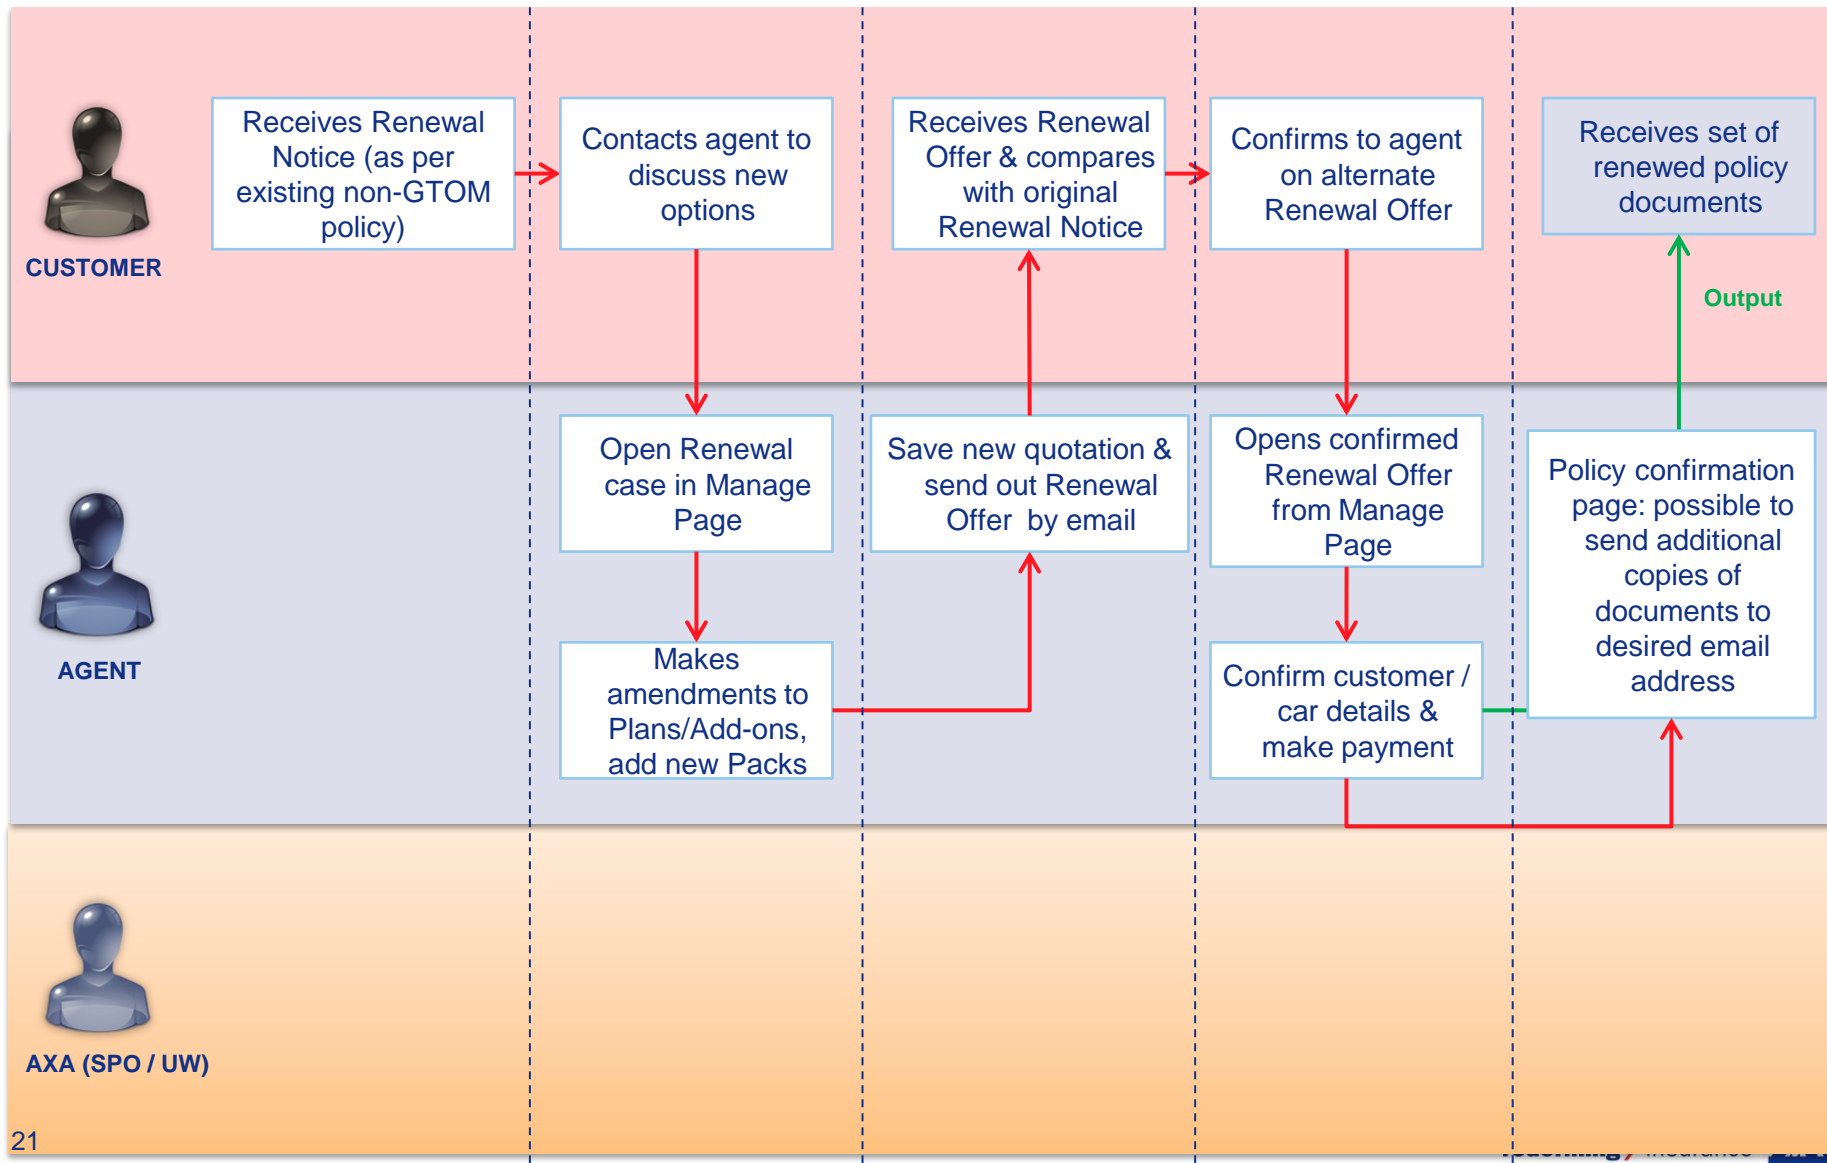 Receives Renewal
Notice (as per
existing non-GTOM
policy)
Contacts agent to
discuss new
options
Receives Renewal
Offer & compares
with original
Renewal Notice
Confirms to agent
on alternate
Renewal Offer
Receives set of
renewed policy
documents
CUSTOMER
Output
Open Renewal
case in Manage
Page
Save new quotation &
send out Renewal
Offer by email
Opens confirmed
Renewal Offer
from Manage
Page
Policy confirmation
page: possible to
send additional
copies of
documents to
desired email
address
AGENT
Makes
amendments to
Plans/Add-ons,
add new Packs
Confirm customer /
car details &
make payment
AXA (SPO / UW)
21